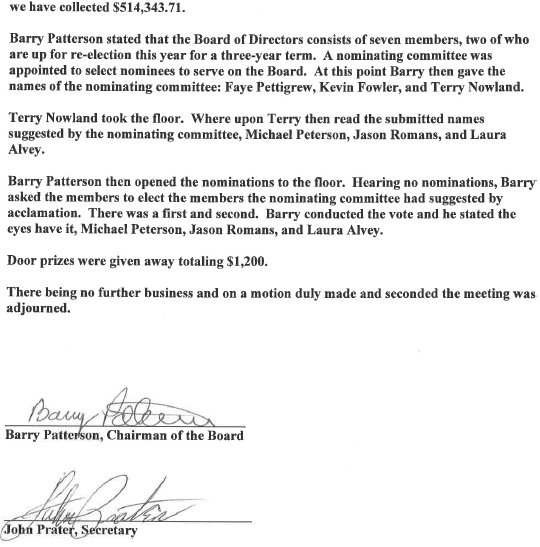 we have collected $514,343.71.
Barry Patterson stated that the Board of Directors consists of seven members, two of who
are up for re-election this year for a three-year term. A nominating committee was
appointed to select nominees to serve on the Board. At this point Barry then gave the
names of the nominating committee: Faye Pettigrew, Kevin Fowler, and Terry Nowland.
Terry Nowland took the floor. Where upon Terry then read the submitted names
suggested by the nominating committee, Michael Peterson, Jason Romans, and Laura
Alvey.
Barry Patterson then opened the nominations to the floor. Hearing no nominations, Barry
asked the members to elect the members the nominating committee had suggested by
acclamation. There was a first and second. Barry conducted the vote and he stated the
eyes have it, Michael Peterson, Jason Romans, and Laura Alvey.
Door prizes were given away totaling $1,200.
There being no further business and on a motion duly made and seconded the meeting was
adjourned.
Barry
Barry Patterson, Chairman of the Board
John Prater, Secretary